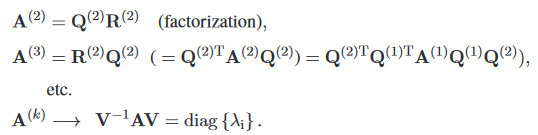 A⁽²⁾ = Q⁽²⁾R⁽²⁾ (factorization),
A⁽³⁾ = R⁽²⁾Q⁽²⁾ ( = Q⁽²⁾ᵀA⁽²⁾Q⁽²⁾) = Q⁽²⁾ᵀQ⁽¹⁾ᵀA⁽¹⁾Q⁽¹⁾Q⁽²⁾),
etc.
A⁽ᵏ⁾ ⟶ V⁻¹AV = diag {λᵢ} .